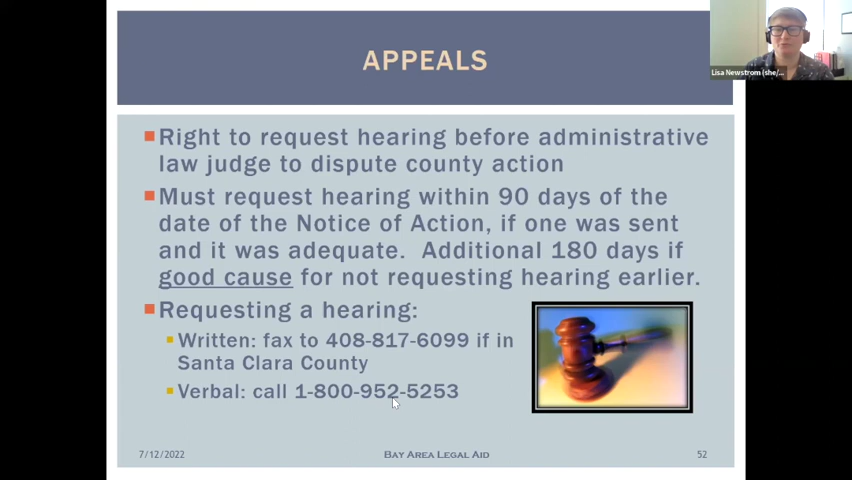 APPEALS
Lisa Newstrom (she/...
Right to request hearing before administrative
law judge to dispute county action
Must request hearing within 90 days of the
date of the Notice of Action, if one was sent
and it was adequate.  Additional 180 days if
good cause for not requesting hearing earlier.
Requesting a hearing:
Written: fax to 408-817-6099 if in
Santa Clara County
Verbal: call 1-800-952-5253
7/12/2022
BAY AREA LEGAL AID
52